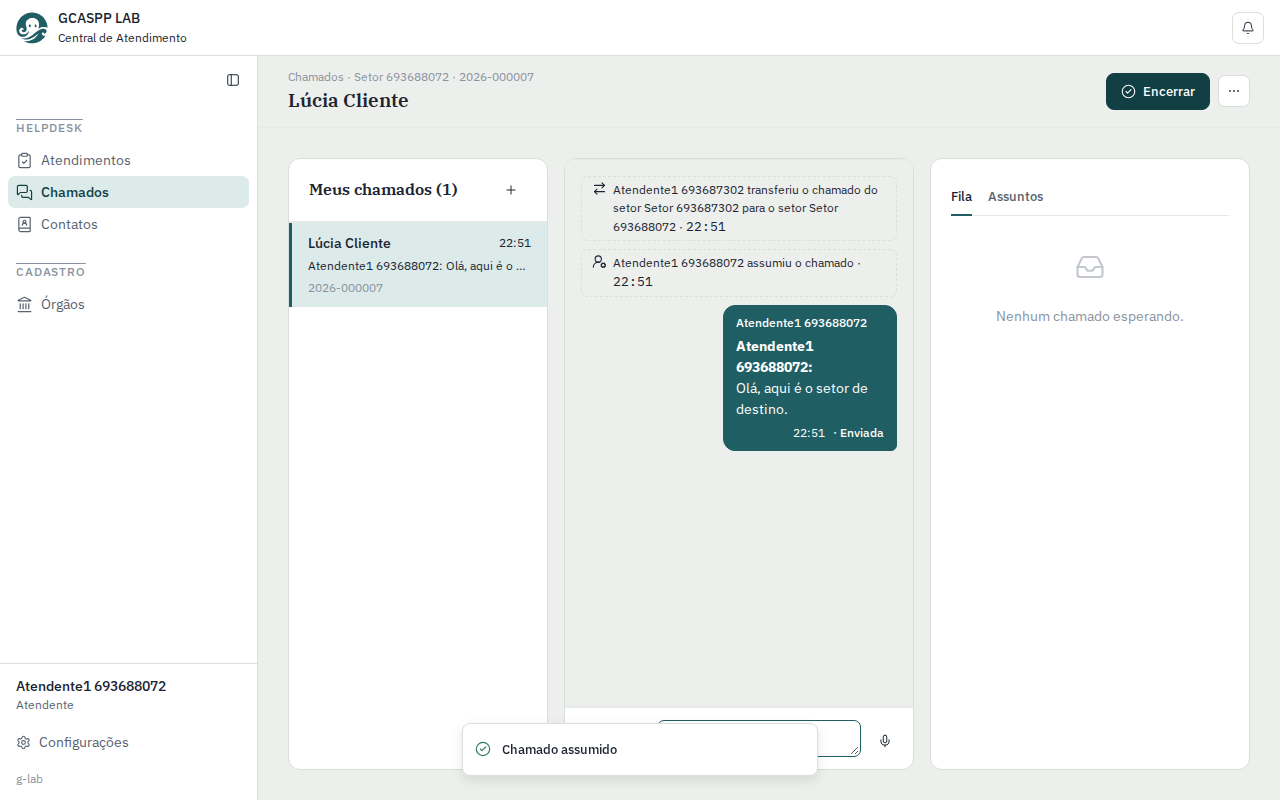 GCASPP LAB
Central de Atendimento
HELPDESK
Atendimentos
Chamados
Contatos
CADASTRO
Órgãos
Atendente1 693688072
Atendente
Configurações
g-lab
Chamados · Setor 693688072 · 2026-000007
Lúcia Cliente
Encerrar
Meus chamados (1)
Lúcia Cliente 22:51
Atendente1 693688072: Olá, aqui é o ...
2026-000007
Atendente1 693687302 transferiu o chamado do
setor Setor 693687302 para o setor Setor
693688072 · 22:51
Atendente1 693688072 assumiu o chamado ·
22:51
Atendente1 693688072
Atendente1
693688072:
Olá, aqui é o setor de
destino.
22:51 · Enviada
Fila Assuntos
Nenhum chamado esperando.
Chamado assumido